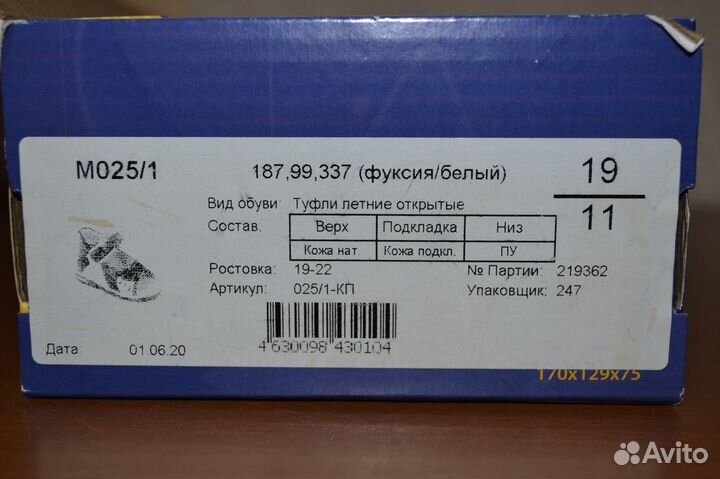 М025/1 187,99,337 (фуксия/белый) 19
11
Вид обуви: Туфли летние открытые
Состав: Верх Подкладка Низ
Кожа нат. Кожа подкл. ПУ
Ростовка: 19-22 № Партии: 219362
Артикул: 025/1-КП Упаковщик: 247
Дата: 01.06.20
4 630098 430104
170x129x75
Avito